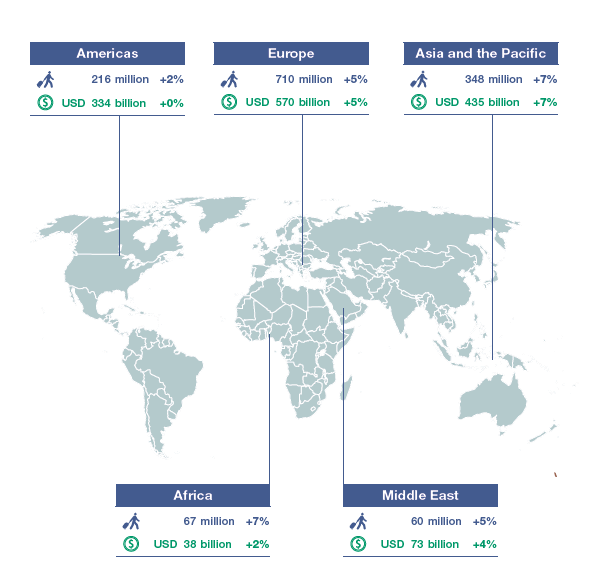 Americas
216 million +2%
USD 334 billion +0%
Europe
710 million +5%
USD 570 billion +5%
Asia and the Pacific
348 million +7%
USD 435 billion +7%
Africa
67 million +7%
USD 38 billion +2%
Middle East
60 million +5%
USD 73 billion +4%